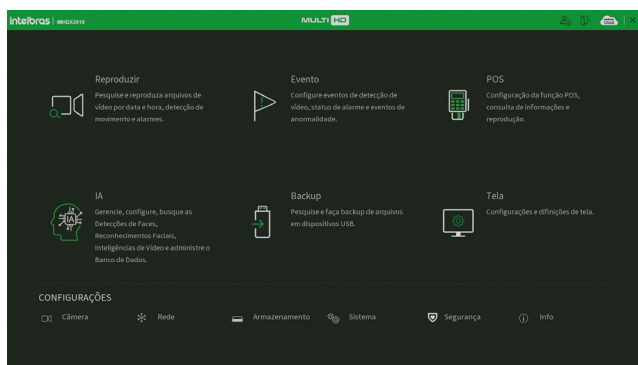 intelbras | iMHDX3016
MULTI HD
Reproduzir
Pesquise e reproduza arquivos de
vídeo por data e hora, detecção de
movimento e alarmes.
Evento
Configure eventos de detecção de
vídeo, status de alarme e eventos de
anormalidade.
POS
Configuração da função POS,
consulta de informações e
reprodução.
IA
IA
Gerencie, configure, busque as
Detecções de Faces,
Reconhecimentos Faciais,
Inteligências de Vídeo e administre o
Banco de Dados.
Backup
Pesquise e faça backup de arquivos
em dispositivos USB.
Tela
Configurações e difinições de tela.
CONFIGURAÇÕES
Câmera
Rede
Armazenamento
Sistema
Segurança
Info